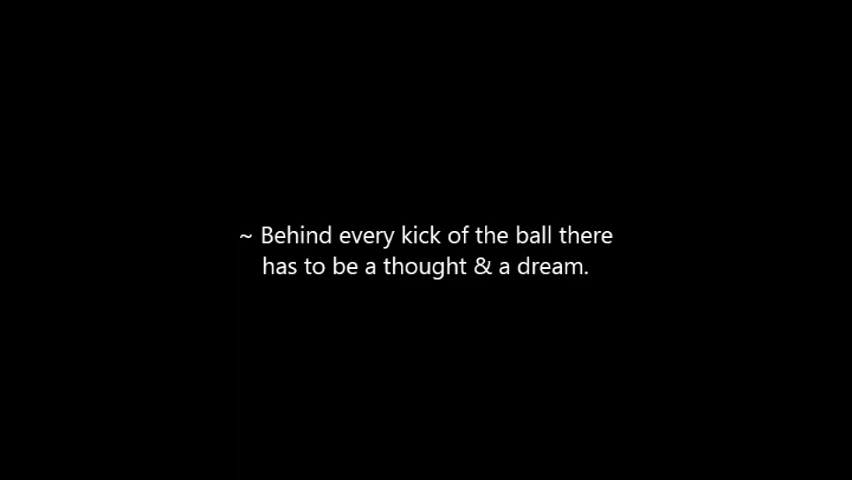 ~ Behind every kick of the ball there
has to be a thought & a dream.